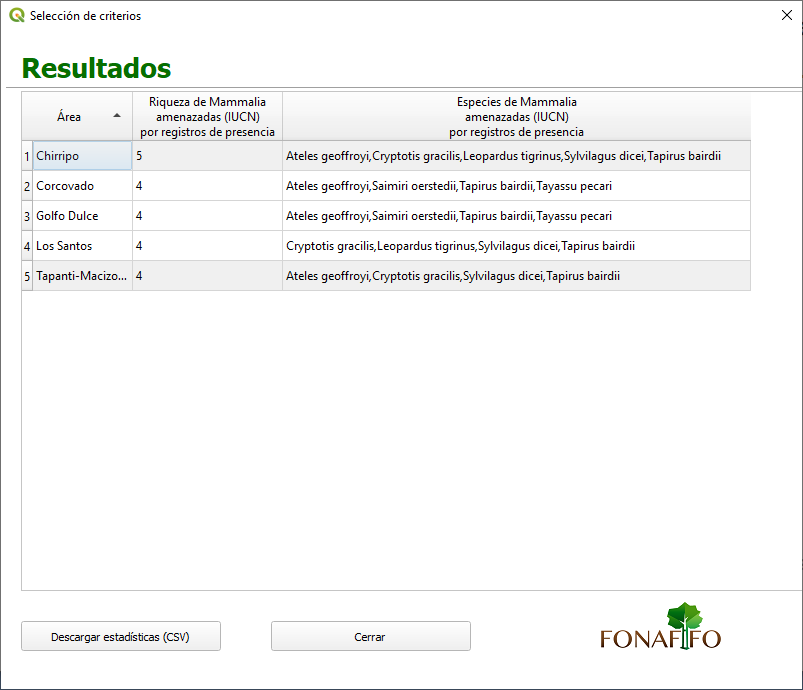 Selección de criterios
Resultados
Área
Riqueza de Mammalia
amenazadas (IUCN)
por registros de presencia
Especies de Mammalia
amenazadas (IUCN)
por registros de presencia
1 Chirripo 5 Ateles geoffroyi,Cryptotis gracilis,Leopardus tigrinus,Sylvilagus dicei,Tapirus bairdii
2 Corcovado 4 Ateles geoffroyi,Saimiri oerstedii,Tapirus bairdii,Tayassu pecari
3 Golfo Dulce 4 Ateles geoffroyi,Saimiri oerstedii,Tapirus bairdii,Tayassu pecari
4 Los Santos 4 Cryptotis gracilis,Leopardus tigrinus,Sylvilagus dicei,Tapirus bairdii
5 Tapanti-Macizo... 4 Ateles geoffroyi,Cryptotis gracilis,Sylvilagus dicei,Tapirus bairdii
Descargar estadísticas (CSV)
Cerrar
FONAFIFO